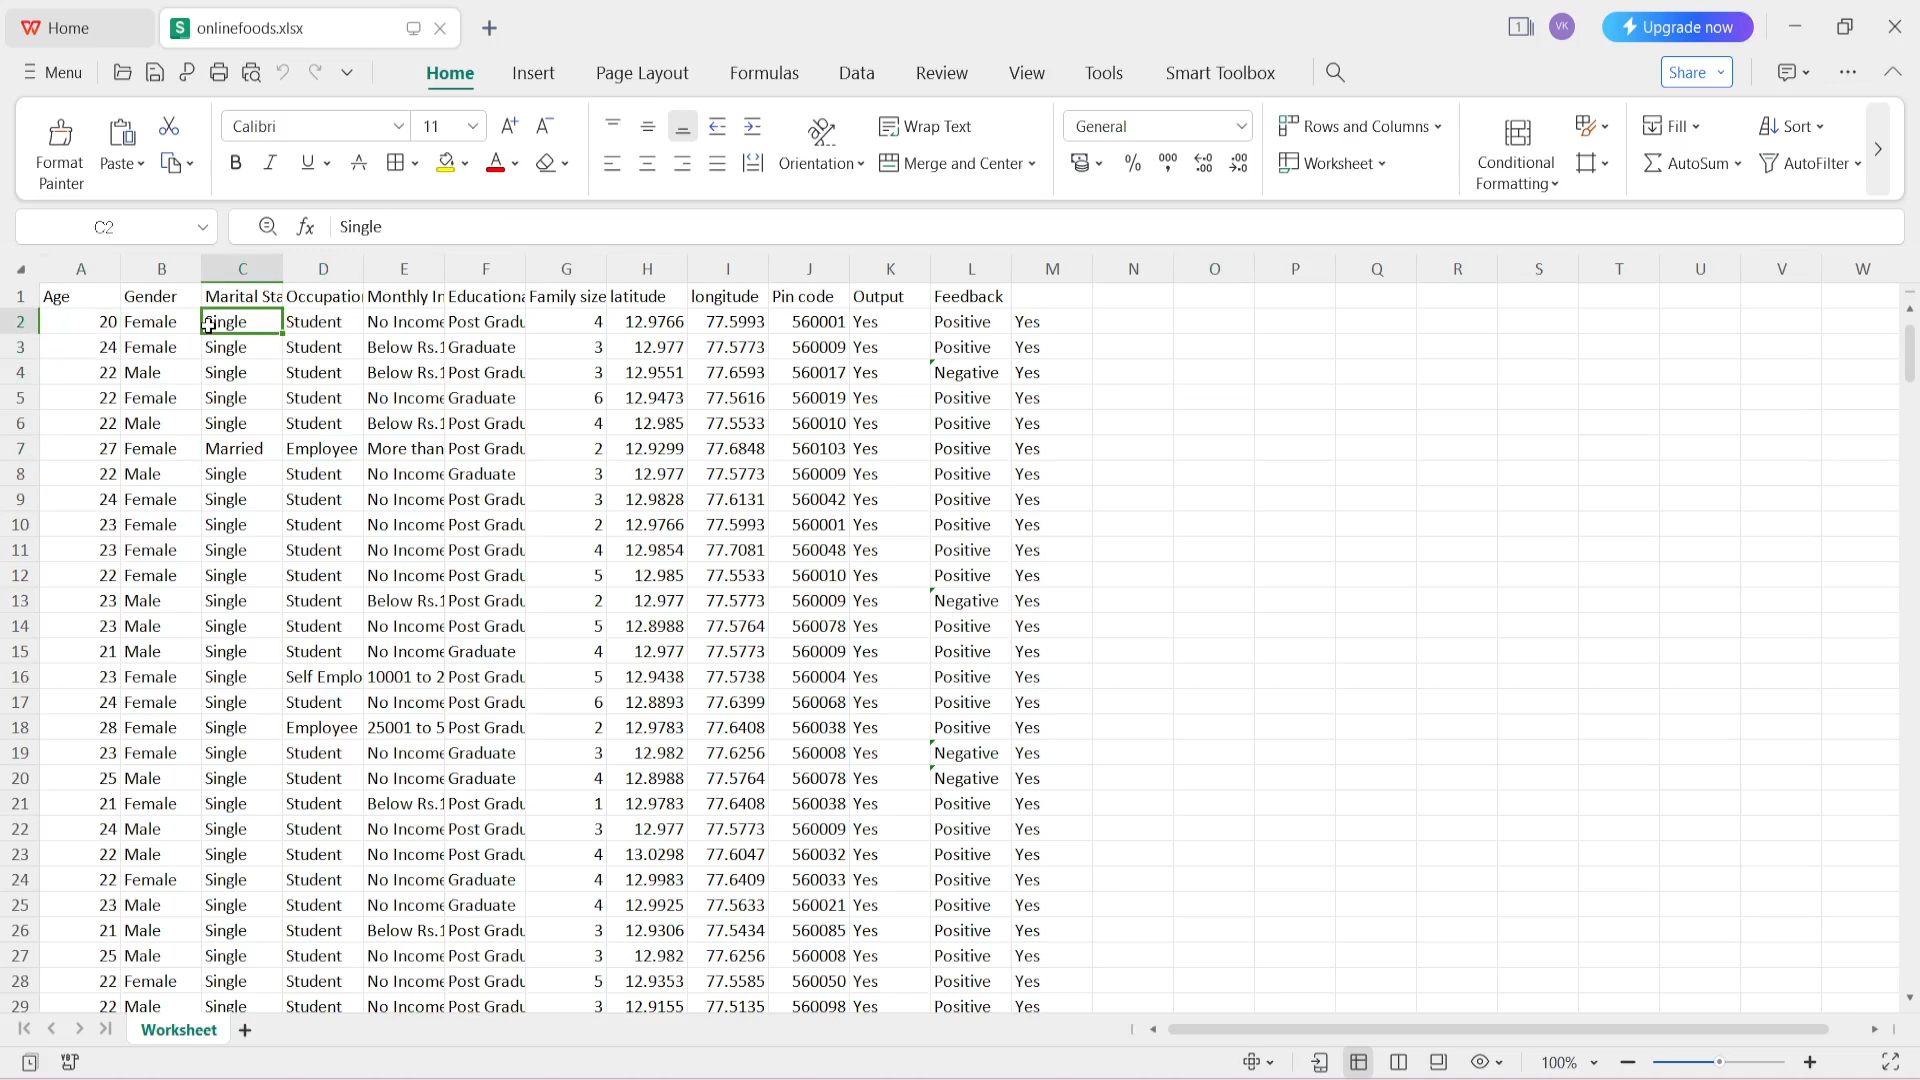 Home onlinefoods.xlsx 1 VK Upgrade now
Menu Home Insert Page Layout Formulas Data Review View Tools Smart Toolbox Share
Calibri 11 Wrap Text General Rows and Columns Fill Sort
Format Painter Paste Orientation Merge and Center Worksheet Conditional Formatting AutoSum AutoFilter
C2 fx Single
A B C D E F G H I J K L M N O P Q R S T U V W
1 Age Gender Marital Sta Occupation Monthly In Educationa Family size latitude longitude Pin code Output Feedback
2 20 Female Single Student No Income Post Gradu 4 12.9766 77.5993 560001 Yes Positive Yes
3 24 Female Single Student Below Rs.1 Graduate 3 12.977 77.5773 560009 Yes Positive Yes
4 22 Male Single Student Below Rs.1 Post Gradu 3 12.9551 77.6593 560017 Yes Negative Yes
5 22 Female Single Student No Income Graduate 6 12.9473 77.5616 560019 Yes Positive Yes
6 22 Male Single Student Below Rs.1 Post Gradu 4 12.985 77.5533 560010 Yes Positive Yes
7 27 Female Married Employee More than Post Gradu 2 12.9299 77.6848 560103 Yes Positive Yes
8 22 Male Single Student No Income Graduate 3 12.977 77.5773 560009 Yes Positive Yes
9 24 Female Single Student No Income Post Gradu 3 12.9828 77.6131 560042 Yes Positive Yes
10 23 Female Single Student No Income Post Gradu 2 12.9766 77.5993 560001 Yes Positive Yes
11 23 Female Single Student No Income Post Gradu 4 12.9854 77.7081 560048 Yes Positive Yes
12 22 Female Single Student No Income Post Gradu 5 12.985 77.5533 560010 Yes Positive Yes
13 23 Male Single Student Below Rs.1 Post Gradu 2 12.977 77.5773 560009 Yes Negative Yes
14 23 Male Single Student No Income Post Gradu 5 12.8988 77.5764 560078 Yes Positive Yes
15 21 Male Single Student No Income Graduate 4 12.977 77.5773 560009 Yes Positive Yes
16 23 Female Single Self Emplo 10001 to 2 Post Gradu 5 12.9438 77.5738 560004 Yes Positive Yes
17 24 Female Single Student No Income Post Gradu 6 12.8893 77.6399 560068 Yes Positive Yes
18 28 Female Single Employee 25001 to 5 Post Gradu 2 12.9783 77.6408 560038 Yes Positive Yes
19 23 Female Single Student No Income Graduate 3 12.982 77.6256 560008 Yes Negative Yes
20 25 Male Single Student No Income Graduate 4 12.8988 77.5764 560078 Yes Negative Yes
21 21 Female Single Student Below Rs.1 Post Gradu 1 12.9783 77.6408 560038 Yes Positive Yes
22 24 Male Single Student No Income Post Gradu 3 12.977 77.5773 560009 Yes Positive Yes
23 22 Male Single Student No Income Post Gradu 4 13.0298 77.6047 560032 Yes Positive Yes
24 22 Female Single Student No Income Graduate 4 12.9983 77.6409 560033 Yes Positive Yes
25 23 Male Single Student No Income Graduate 4 12.9925 77.5633 560021 Yes Positive Yes
26 21 Male Single Student Below Rs.1 Post Gradu 3 12.9306 77.5434 560085 Yes Positive Yes
27 25 Male Single Student No Income Post Gradu 3 12.982 77.6256 560008 Yes Positive Yes
28 22 Female Single Student No Income Post Gradu 5 12.9353 77.5585 560050 Yes Positive Yes
29 22 Male Single Student No Income Post Gradu 3 12.9155 77.5135 560098 Yes Positive Yes
Worksheet
100%